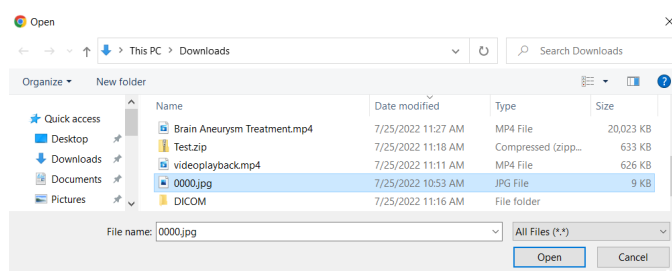 Open
This PC > Downloads
Search Downloads
Organize New folder
Name Date modified Type Size
Quick access
Desktop
Downloads
Documents
Pictures
Brain Aneurysm Treatment.mp4 7/25/2022 11:27 AM MP4 File 20,023 KB
Test.zip 7/25/2022 11:18 AM Compressed (zipp... 633 KB
videoplayback.mp4 7/25/2022 11:11 AM MP4 File 626 KB
0000.jpg 7/25/2022 10:53 AM JPG File 9 KB
DICOM 7/25/2022 11:16 AM File folder
File name: 0000.jpg All Files (*.*)
Open Cancel